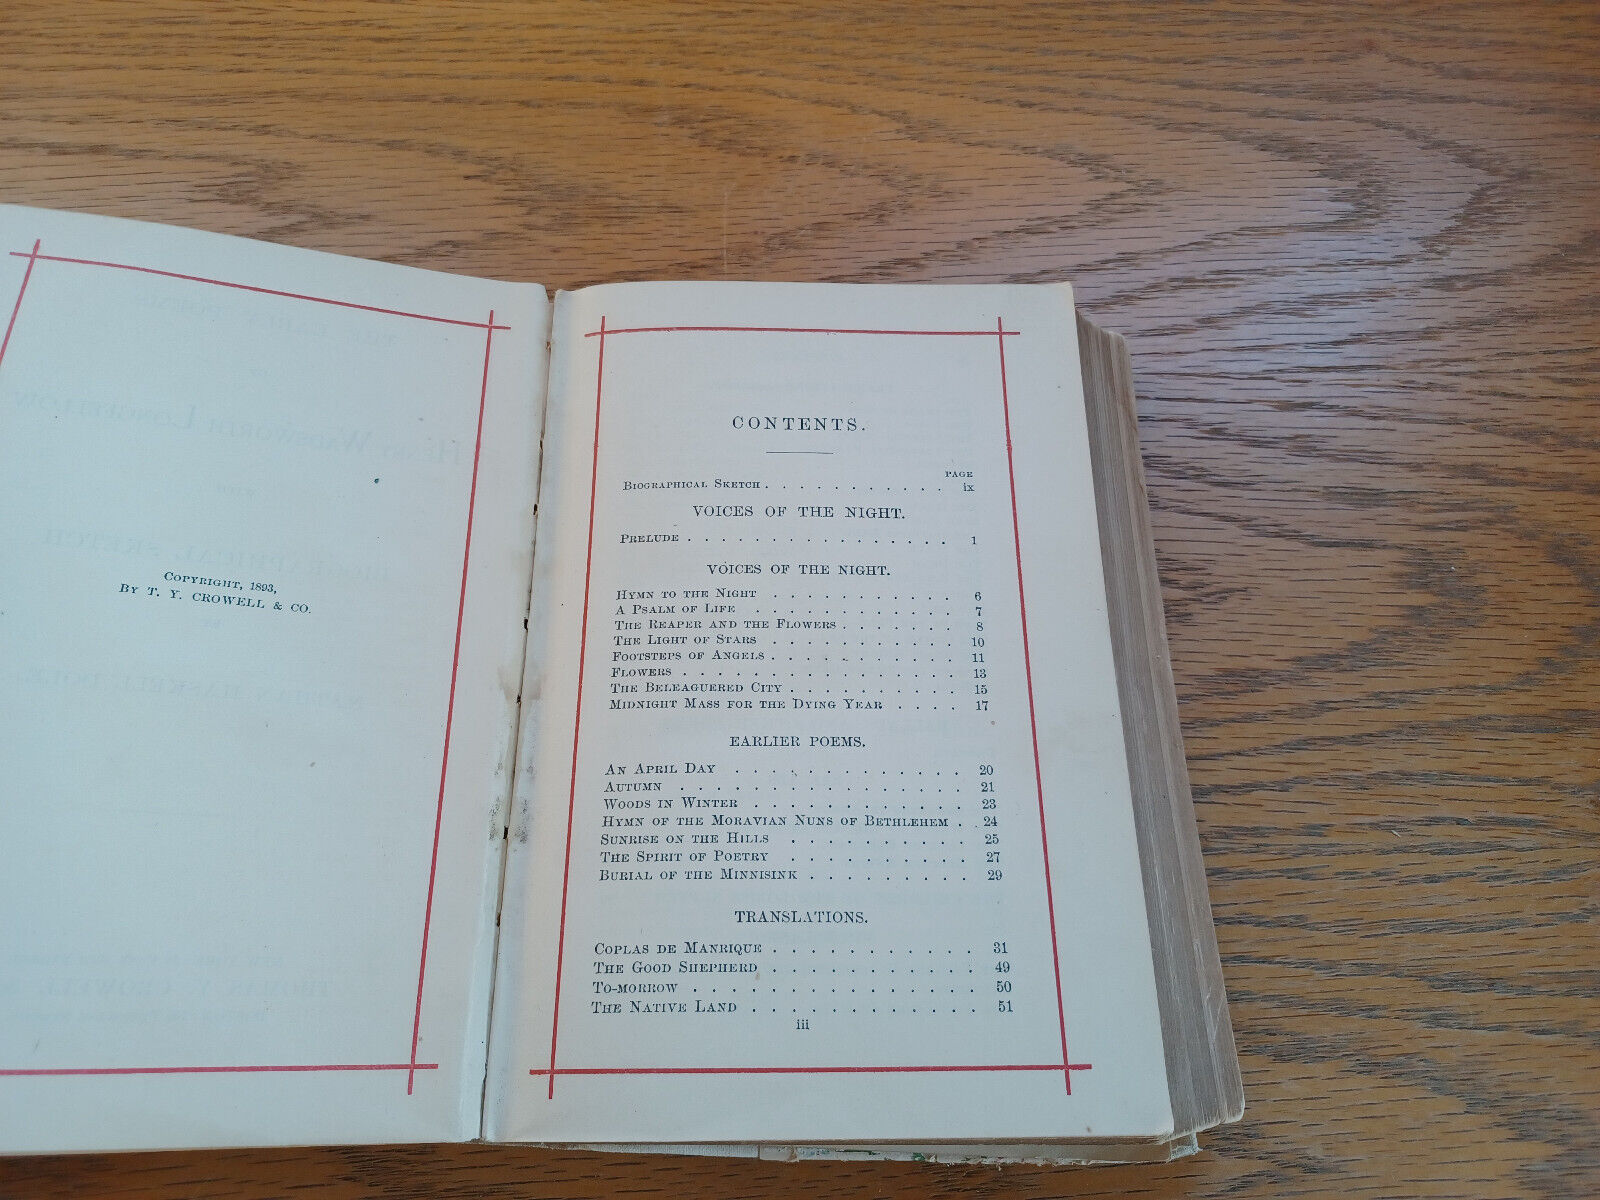 COPYRIGHT, 1893,
BY T. Y. CROWELL & CO.
CONTENTS.
PAGE
BIOGRAPHICAL SKETCH . . . . . . . . . . . ix
VOICES OF THE NIGHT.
PRELUDE . . . . . . . . . . . . . . . . 1
VOICES OF THE NIGHT.
HYMN TO THE NIGHT . . . . . . . . . . 6
A PSALM OF LIFE . . . . . . . . . . . 7
THE REAPER AND THE FLOWERS . . . . . . . 8
THE LIGHT OF STARS . . . . . . . . . . 10
FOOTSTEPS OF ANGELS . . . . . . . . . . 11
FLOWERS . . . . . . . . . . . . . . . 13
THE BELEAGUERED CITY . . . . . . . . . 15
MIDNIGHT MASS FOR THE DYING YEAR . . . . 17
EARLIER POEMS.
AN APRIL DAY . . . . . . . . . . . . . 20
AUTUMN . . . . . . . . . . . . . . . . 21
WOODS IN WINTER . . . . . . . . . . . . 23
HYMN OF THE MORAVIAN NUNS OF BETHLEHEM . . 24
SUNRISE ON THE HILLS . . . . . . . . . . 25
THE SPIRIT OF POETRY . . . . . . . . . . 27
BURIAL OF THE MINNISINK . . . . . . . . . 29
TRANSLATIONS.
COPLAS DE MANRIQUE . . . . . . . . . . . 31
THE GOOD SHEPHERD . . . . . . . . . . . 49
TO-MORROW . . . . . . . . . . . . . . . 50
THE NATIVE LAND . . . . . . . . . . . . 51
iii